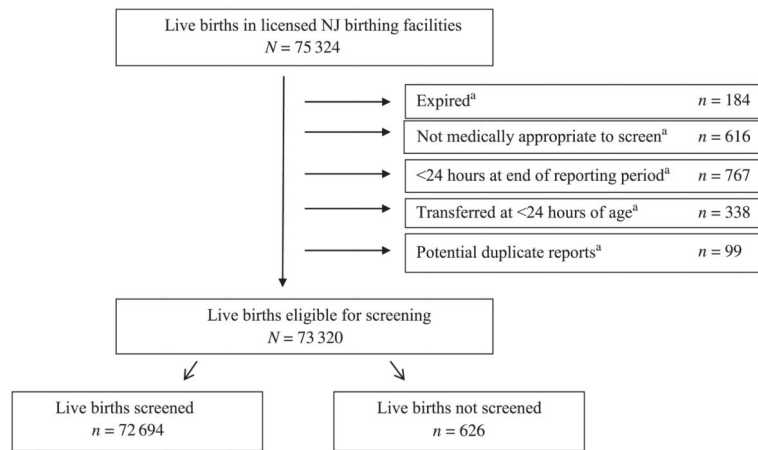 Live births in licensed NJ birthing facilities
N = 75 324
Expiredᵃ n = 184
Not medically appropriate to screenᵃ n = 616
<24 hours at end of reporting periodᵃ n = 767
Transferred at <24 hours of ageᵃ n = 338
Potential duplicate reportsᵃ n = 99
Live births eligible for screening
N = 73 320
Live births screened
n = 72 694
Live births not screened
n = 626